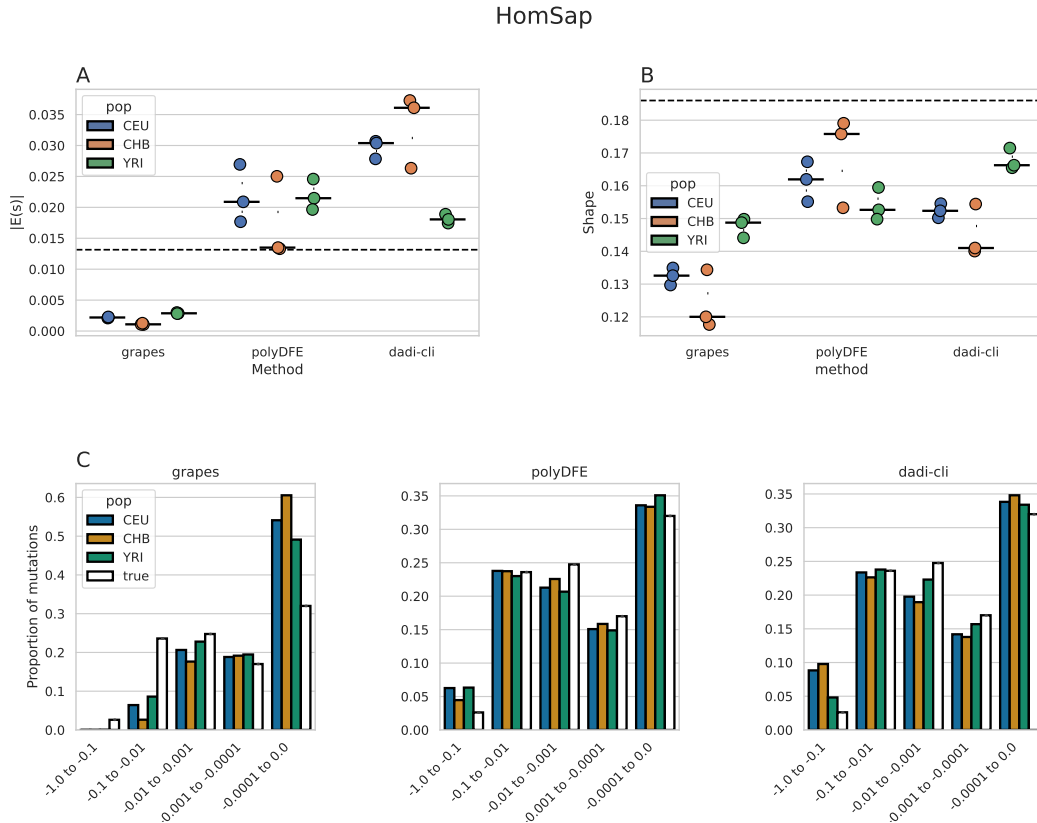 HomSap
A
B
0.035
0.030
0.025
0.020
0.015
0.010
0.005
0.000
|E(s)|
pop
CEU
CHB
YRI
grapes
polyDFE
dadi-cli
Method
0.18
0.17
0.16
0.15
0.14
0.13
0.12
Shape
pop
CEU
CHB
YRI
grapes
polyDFE
dadi-cli
method
C
grapes
polyDFE
dadi-cli
0.6
0.5
0.4
0.3
0.2
0.1
0.0
Proportion of mutations
pop
CEU
CHB
YRI
true
-1.0 to -0.1
-0.1 to -0.01
-0.01 to -0.001
-0.001 to -0.0001
-0.0001 to 0.0
0.35
0.30
0.25
0.20
0.15
0.10
0.05
0.00
-1.0 to -0.1
-0.1 to -0.01
-0.01 to -0.001
-0.001 to -0.0001
-0.0001 to 0.0
0.35
0.30
0.25
0.20
0.15
0.10
0.05
0.00
-1.0 to -0.1
-0.1 to -0.01
-0.01 to -0.001
-0.001 to -0.0001
-0.0001 to 0.0